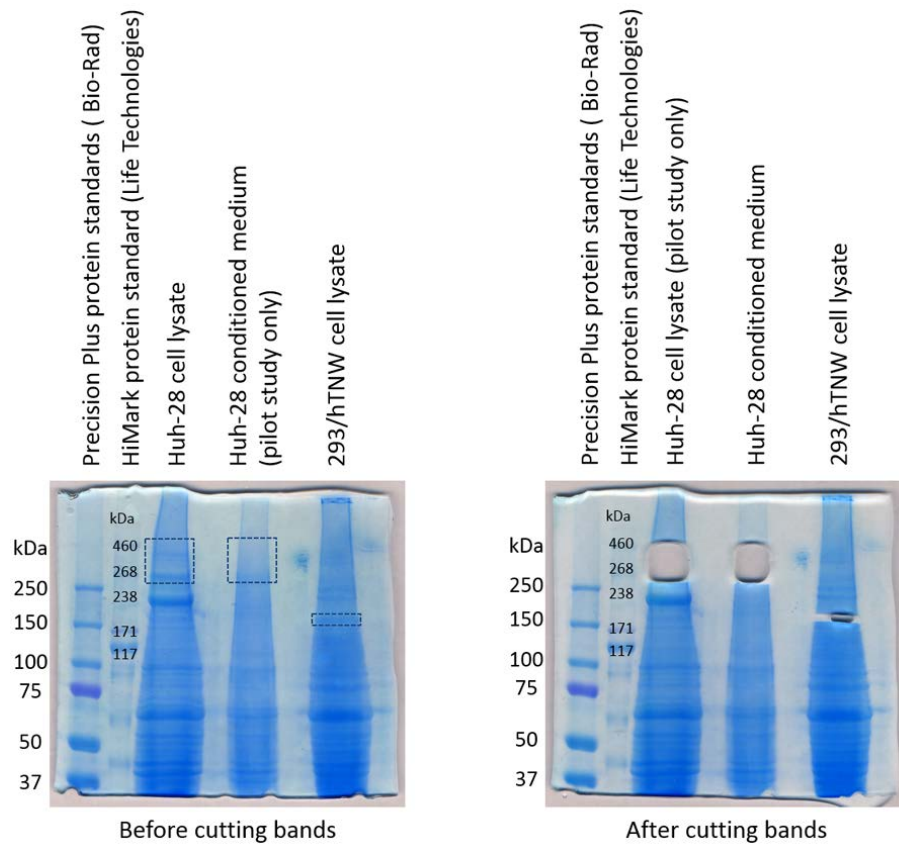 Precision Plus protein standards ( Bio-Rad)
HiMark protein standard (Life Technologies)
Huh-28 cell lysate
Huh-28 conditioned medium
(pilot study only)
293/hTNW cell lysate
kDa
250
150
100
75
50
37
kDa
460
268
238
171
117
Before cutting bands
Precision Plus protein standards ( Bio-Rad)
HiMark protein standard (Life Technologies)
Huh-28 cell lysate (pilot study only)
Huh-28 conditioned medium
293/hTNW cell lysate
kDa
250
150
100
75
50
37
kDa
460
268
238
171
117
After cutting bands